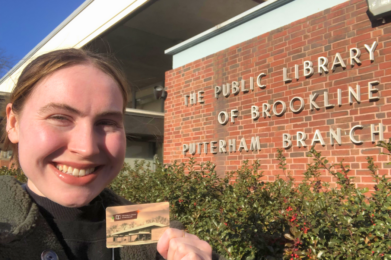 THE PUBLIC LIBRARY
OF BROOKLINE
PUTTERHAM BRANCH